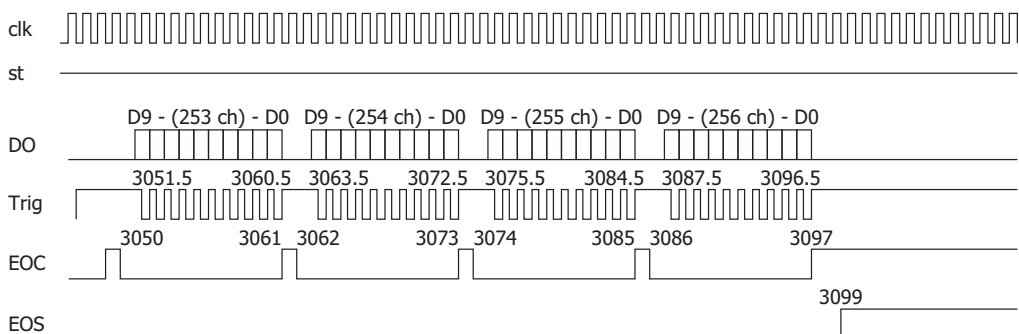 clk
st
D9 - (253 ch) - D0 D9 - (254 ch) - D0 D9 - (255 ch) - D0 D9 - (256 ch) - D0
DO
3051.5 3060.5 3063.5 3072.5 3075.5 3084.5 3087.5 3096.5
Trig
3050 3061 3062 3073 3074 3085 3086 3097
EOC
3099
EOS